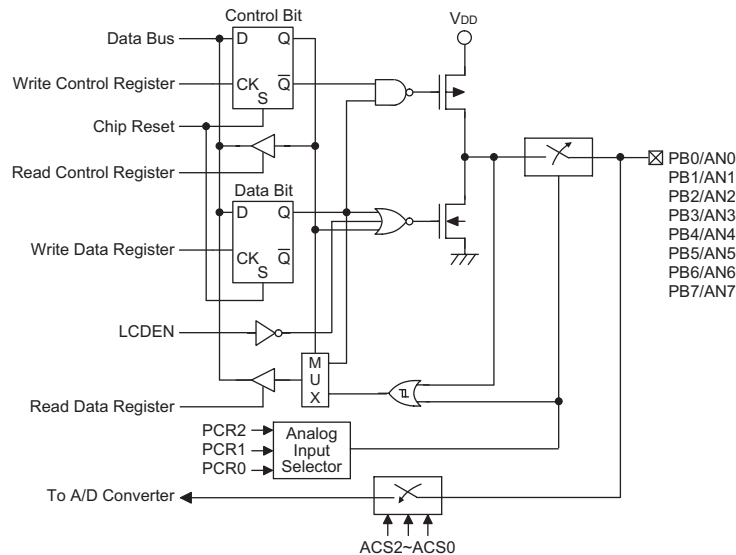 Control Bit
Data Bus
D Q
VDD
Write Control Register
CK Q
S
Chip Reset
Read Control Register
Data Bit
D Q
Write Data Register
CK Q
S
LCDEN
M
U
X
Read Data Register
PB0/AN0
PB1/AN1
PB2/AN2
PB3/AN3
PB4/AN4
PB5/AN5
PB6/AN6
PB7/AN7
PCR2
PCR1
PCR0
Analog
Input
Selector
To A/D Converter
ACS2~ACS0